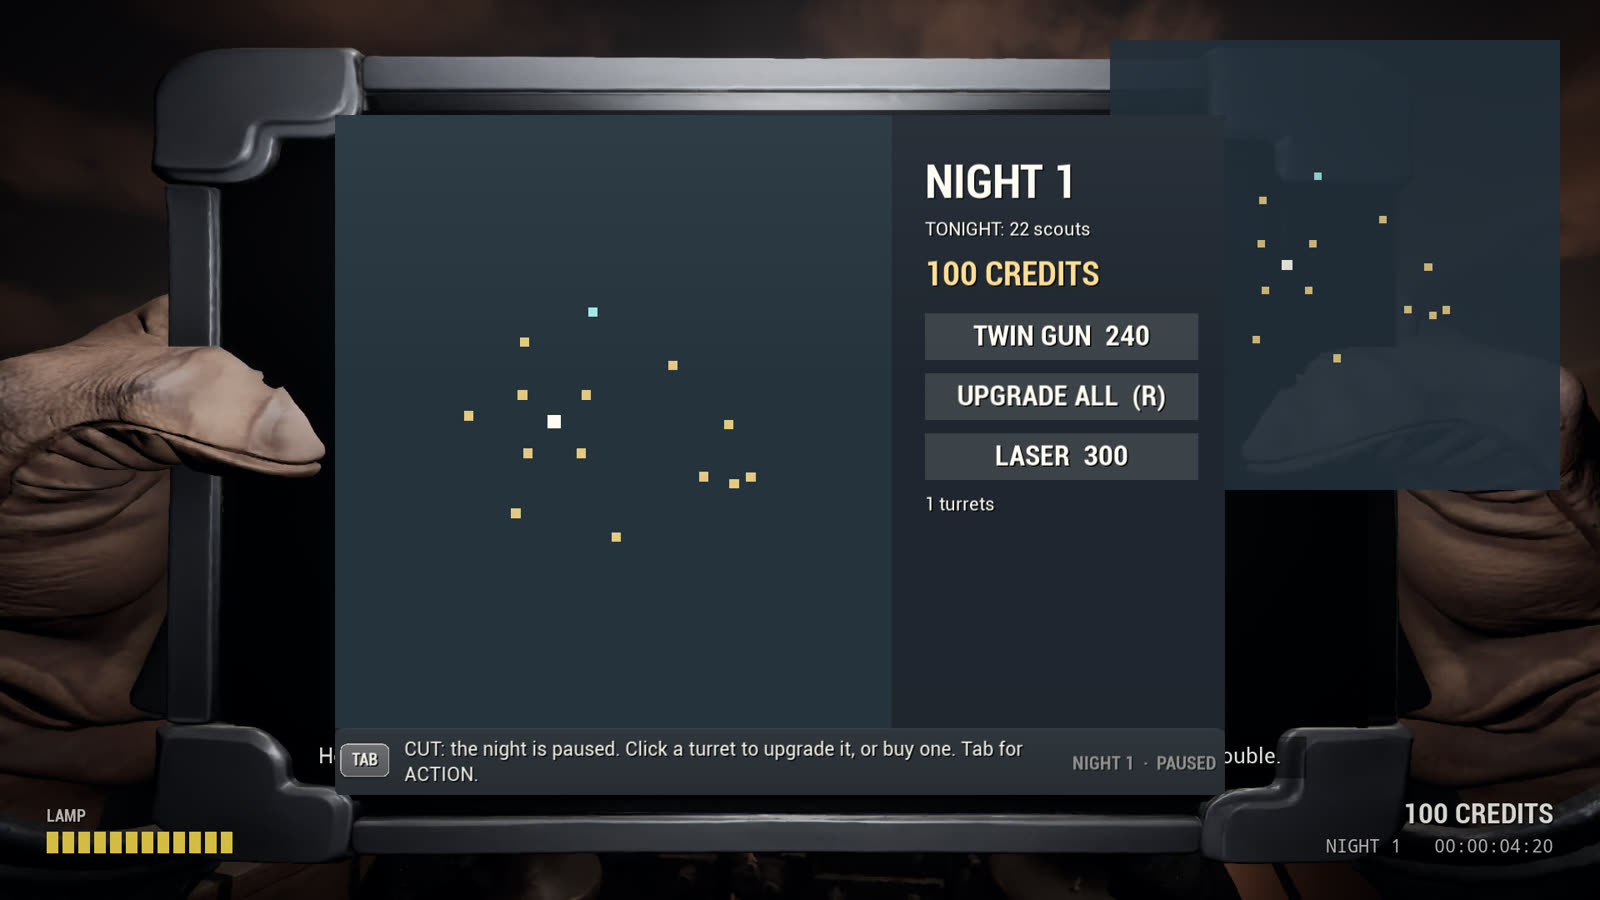 NIGHT 1
TONIGHT: 22 scouts
100 CREDITS
TWIN GUN 240
UPGRADE ALL (R)
LASER 300
1 turrets
TAB
CUT: the night is paused. Click a turret to upgrade it, or buy one. Tab for
ACTION.
NIGHT 1 · PAUSED
LAMP
100 CREDITS
NIGHT 1 00:00:04:20